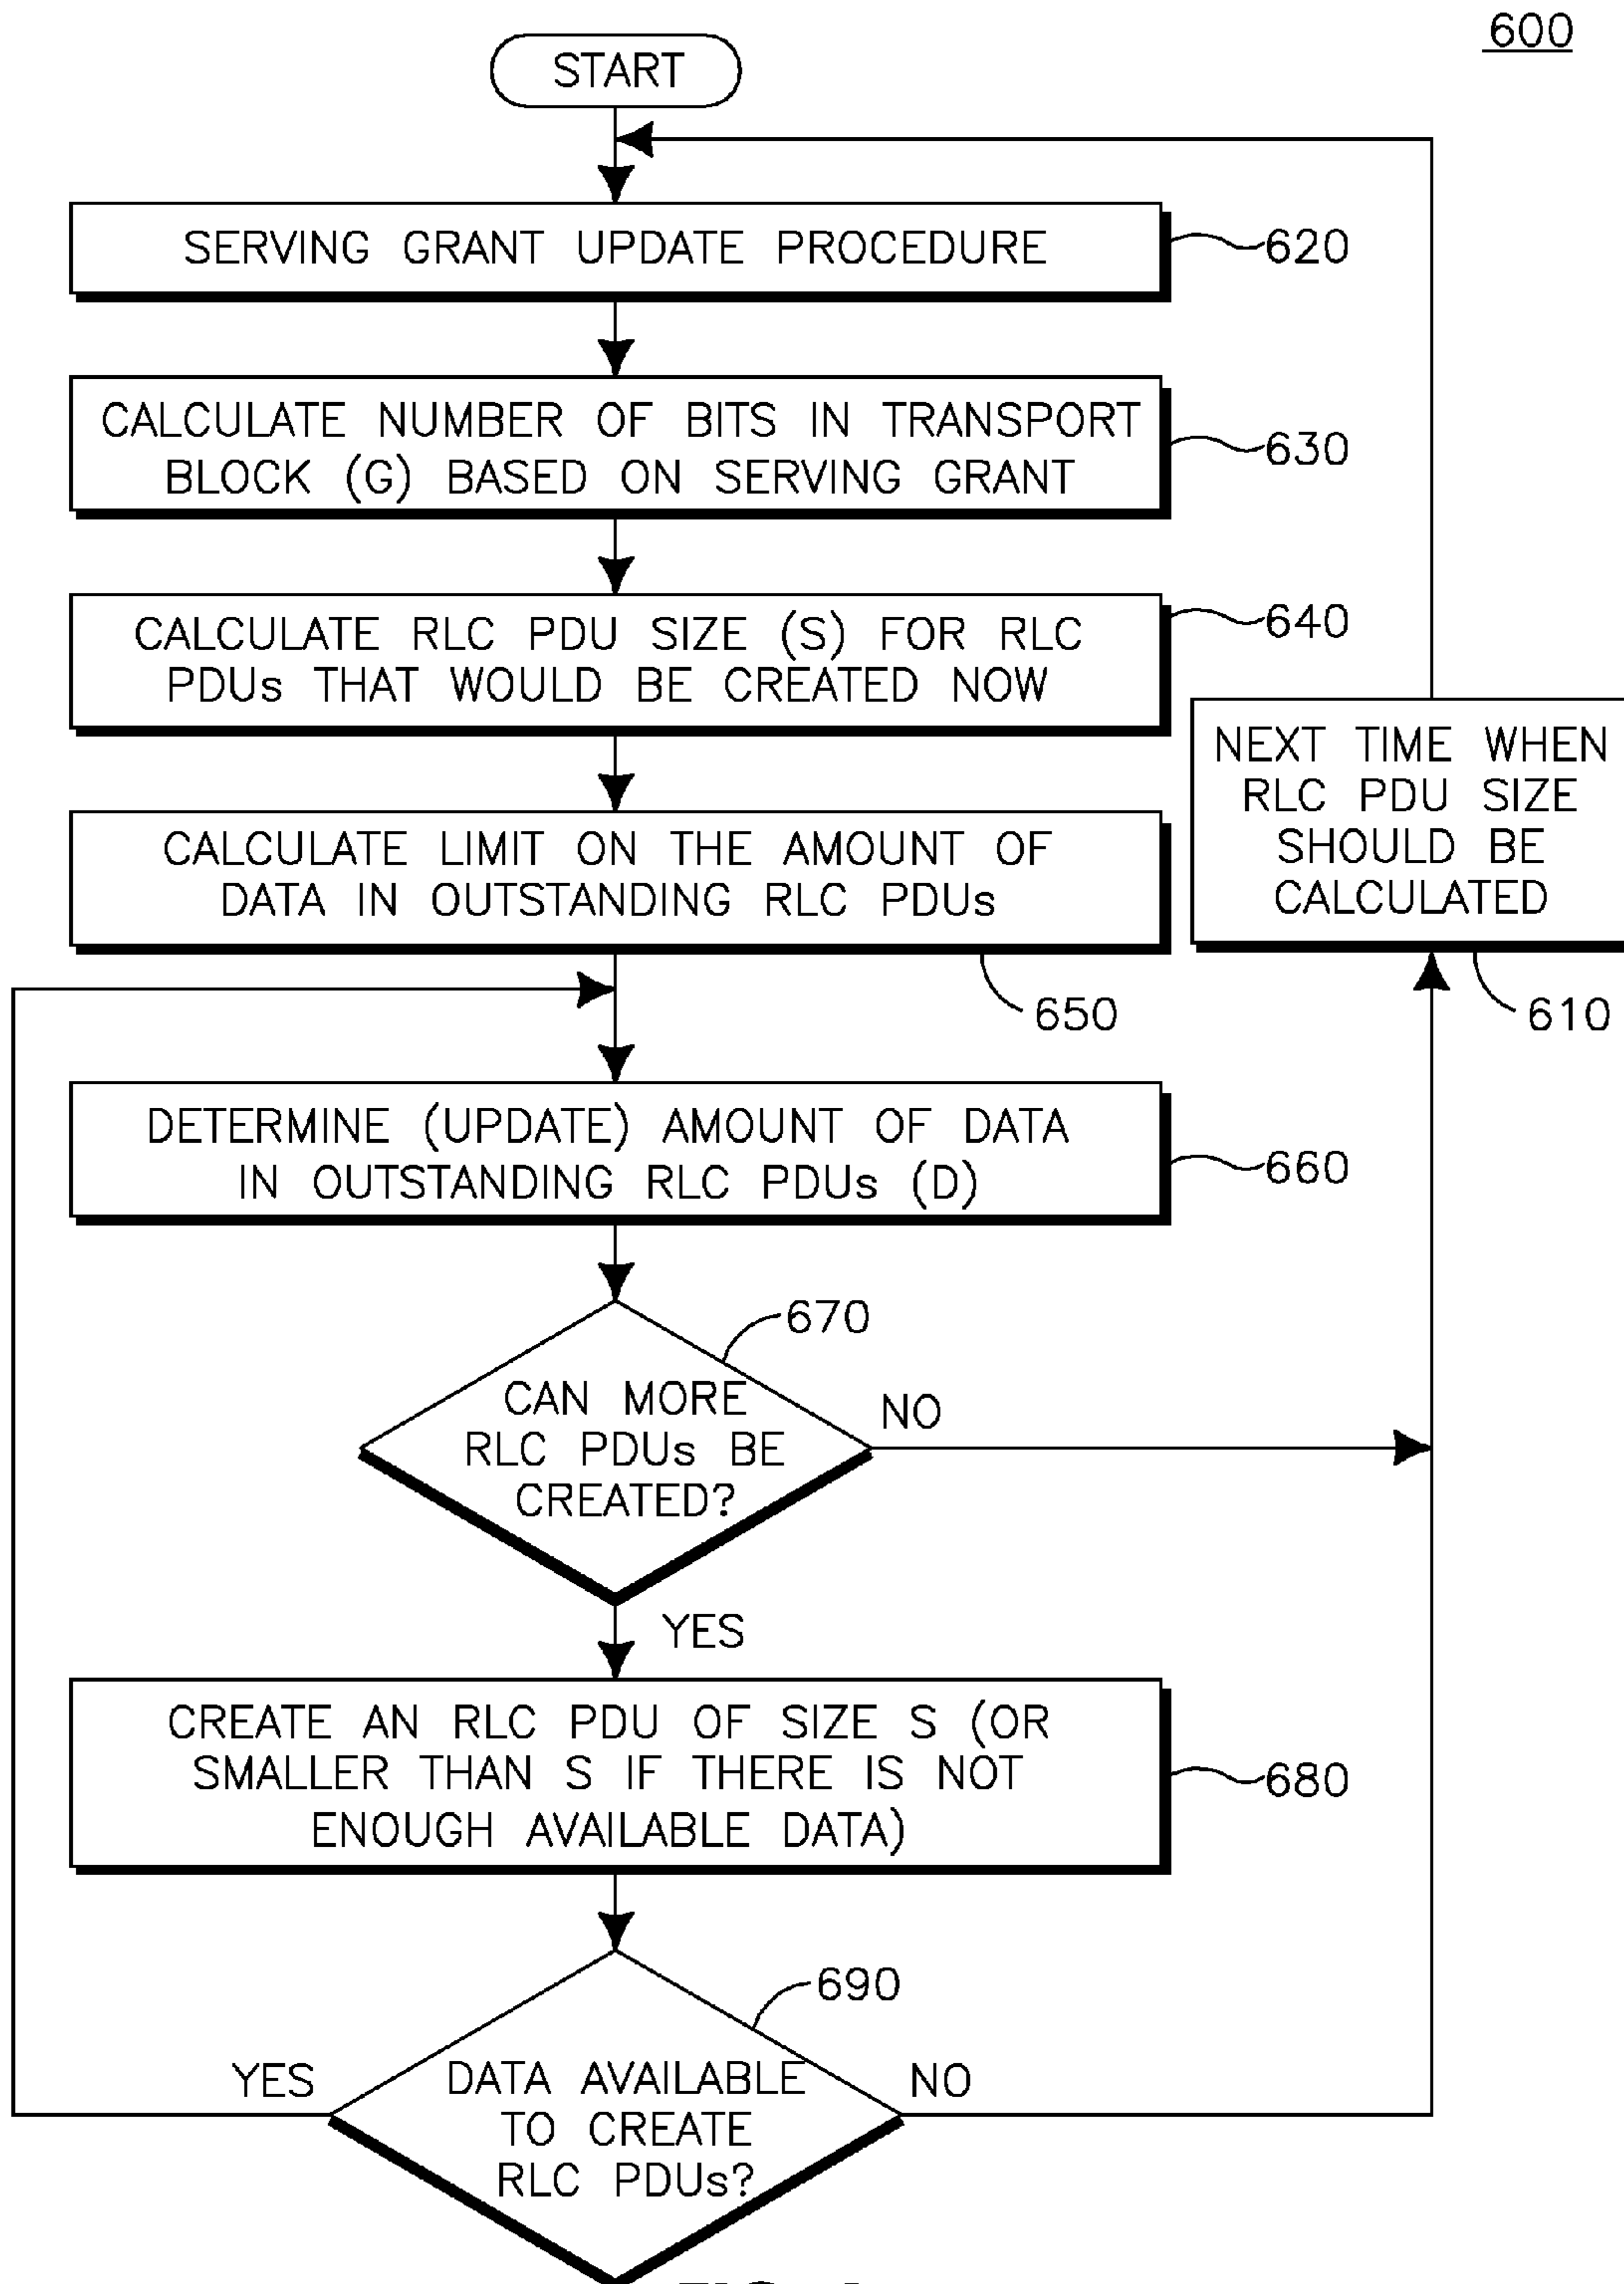 600
START
SERVING GRANT UPDATE PROCEDURE
620
CALCULATE NUMBER OF BITS IN TRANSPORT
BLOCK (G) BASED ON SERVING GRANT
630
CALCULATE RLC PDU SIZE (S) FOR RLC
PDUs THAT WOULD BE CREATED NOW
640
NEXT TIME WHEN
RLC PDU SIZE
SHOULD BE
CALCULATED
610
CALCULATE LIMIT ON THE AMOUNT OF
DATA IN OUTSTANDING RLC PDUs
650
DETERMINE (UPDATE) AMOUNT OF DATA
IN OUTSTANDING RLC PDUs (D)
660
670
CAN MORE
RLC PDUs BE
CREATED?
NO
YES
CREATE AN RLC PDU OF SIZE S (OR
SMALLER THAN S IF THERE IS NOT
ENOUGH AVAILABLE DATA)
680
690
DATA AVAILABLE
TO CREATE
RLC PDUs?
YES
NO